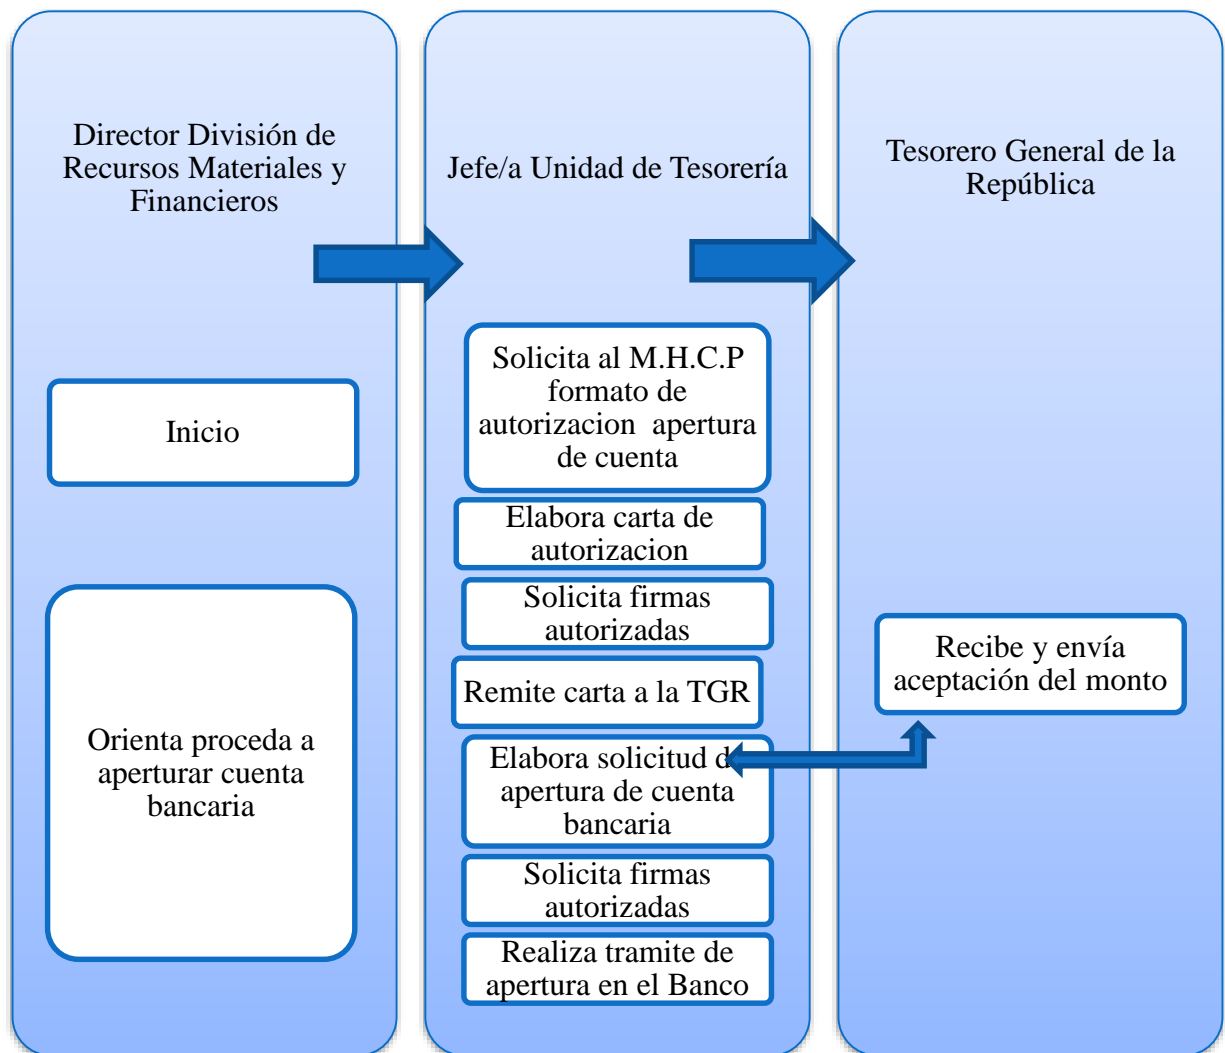 Director División de
Recursos Materiales y
Financieros
Inicio
Orienta proceda a
aperturar cuenta
bancaria
Jefe/a Unidad de Tesorería
Solicita al M.H.C.P
formato de
autorizacion apertura
de cuenta
Elabora carta de
autorizacion
Solicita firmas
autorizadas
Remite carta a la TGR
Elabora solicitud de
apertura de cuenta
bancaria
Solicita firmas
autorizadas
Realiza tramite de
apertura en el Banco
Tesorero General de la
República
Recibe y envía
aceptación del monto